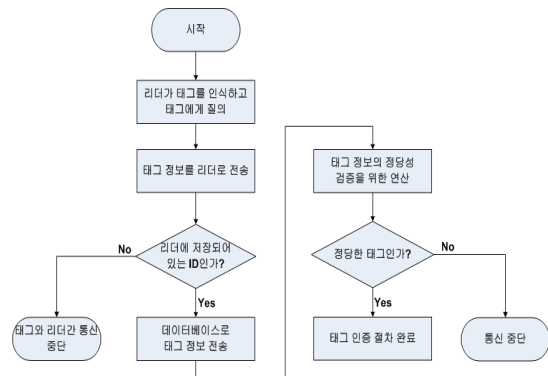 시작
리더가 태그를 인식하고
태그에게 질의
태그 정보를 리더로 전송
리더에 저장되어
있는 ID인가?
No
Yes
태그와 리더간 통신
중단
데이터베이스로
태그 정보 전송
태그 정보의 정당성
검증을 위한 연산
정당한 태그인가?
No
Yes
태그 인증 절차 완료
통신 중단